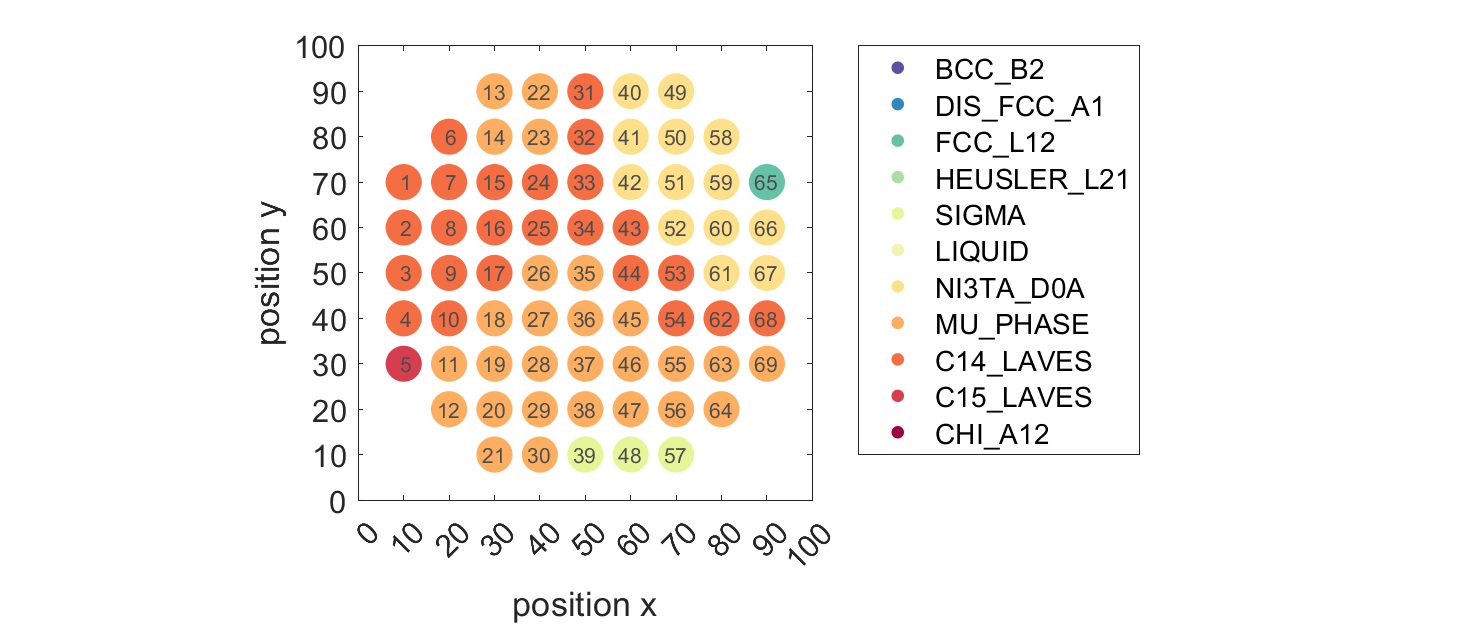 100
90 13 22 31 40 49
80 6 14 23 32 41 50 58
70 1 7 15 24 33 42 51 59 65
60 2 8 16 25 34 43 52 60 66
50 3 9 17 26 35 44 53 61 67
40 4 10 18 27 36 45 54 62 68
30 5 11 19 28 37 46 55 63 69
20 12 20 29 38 47 56 64
10 21 30 39 48 57
0
0 10 20 30 40 50 60 70 80 90 100
position x
position y
BCC_B2
DIS_FCC_A1
FCC_L12
HEUSLER_L21
SIGMA
LIQUID
NI3TA_D0A
MU_PHASE
C14_LAVES
C15_LAVES
CHI_A12